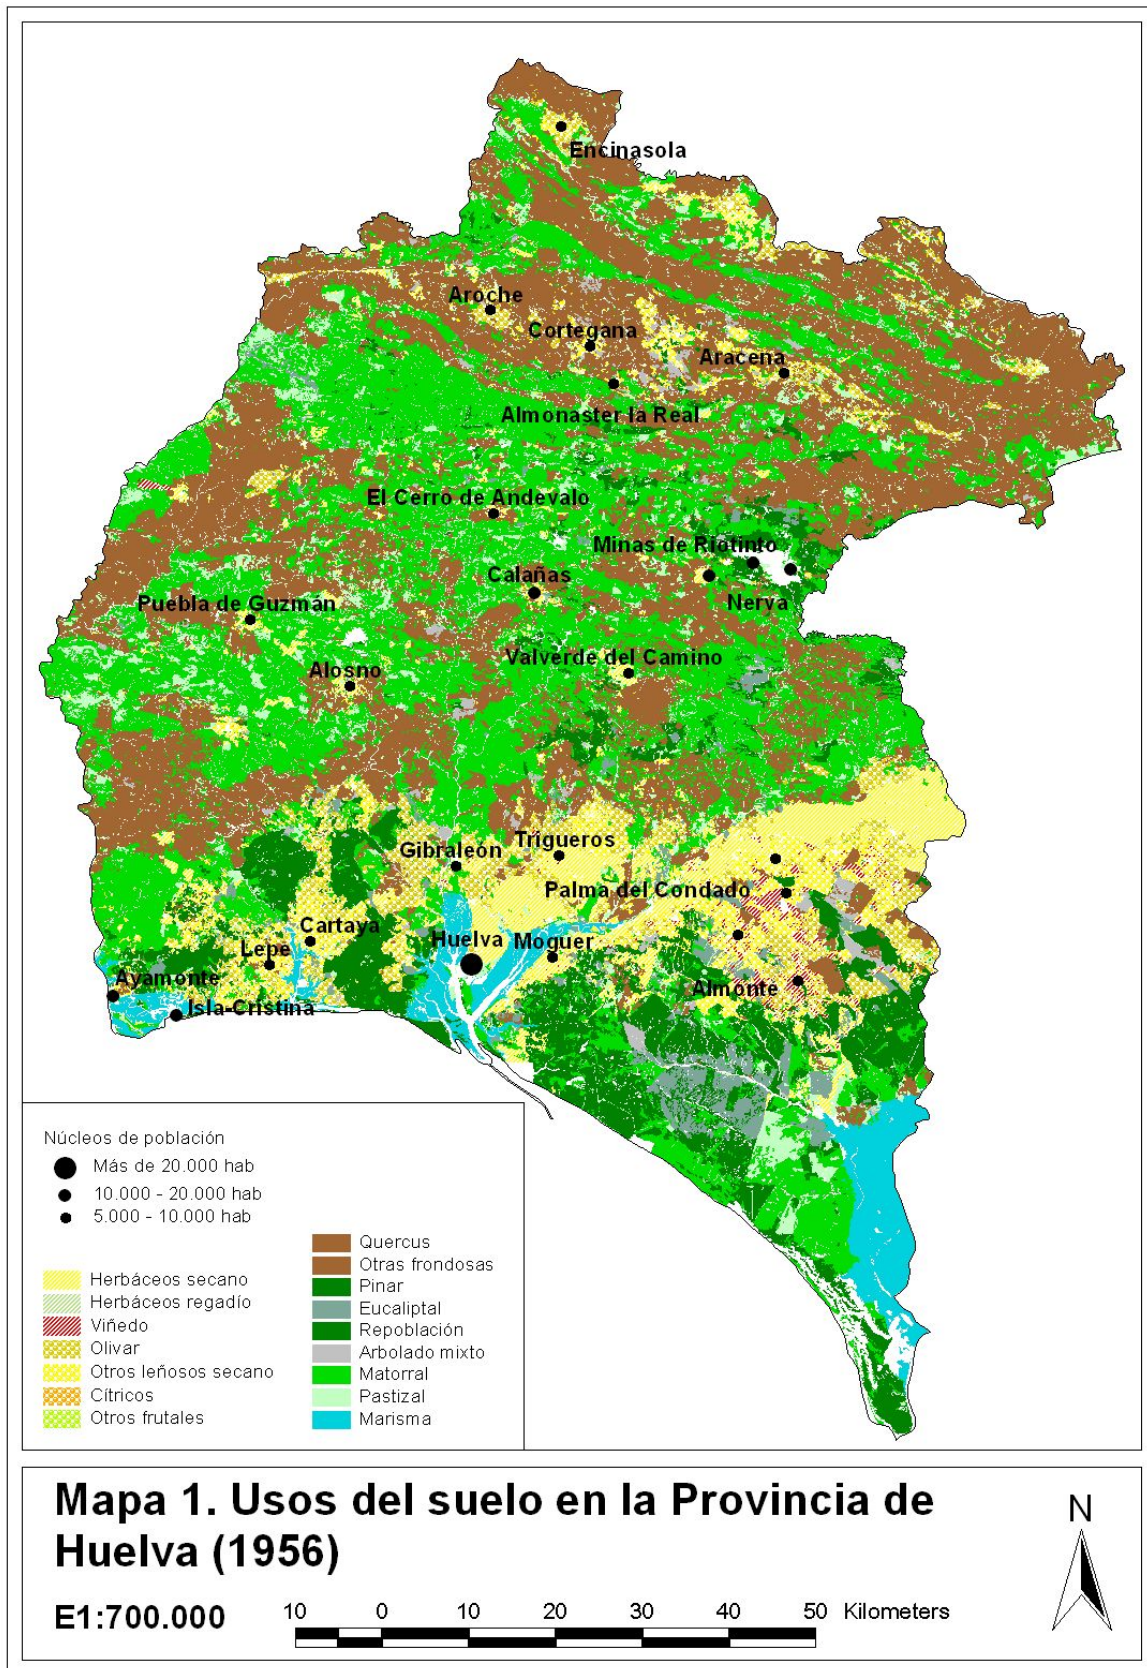 Encinasola
Aroche
Cortegana
Aracena
Almonaster la Real
El Cerro de Andevalo
Minas de Riotinto
Calañas
Nerva
Puebla de Guzmán
Valverde del Camino
Alosno
Trigueros
Gibraleón
Palma del Condado
Cartaya
Huelva
Moguer
Lepe
Almonte
Ayamonte
Isla-Cristina
Núcleos de población
Más de 20.000 hab
10.000 - 20.000 hab
5.000 - 10.000 hab
Herbáceos secano
Herbáceos regadío
Viñedo
Olivar
Otros leñosos secano
Cítricos
Otros frutales
Quercus
Otras frondosas
Pinar
Eucaliptal
Repoblación
Arbolado mixto
Matorral
Pastizal
Marisma
Mapa 1. Usos del suelo en la Provincia de
Huelva (1956)
N
E1:700.000
10 0 10 20 30 40 50 Kilometers